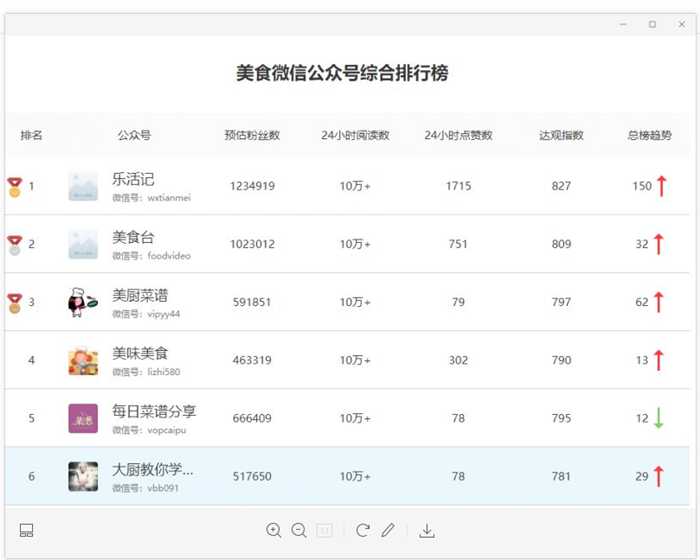 美食微信公众号综合排行榜
排名 公众号 预估粉丝数 24小时阅读数 24小时点赞数 达观指数 总榜趋势
1 乐活记 1234919 10万+ 1715 827 150
微信号：wxtianmei
2 美食台 1023012 10万+ 751 809 32
微信号：foodvideo
3 美厨菜谱 591851 10万+ 79 797 62
微信号：vipyy44
4 美味美食 463319 10万+ 302 790 13
微信号：lizhi580
5 每日菜谱分享 666409 10万+ 78 795 12
微信号：vopcaipu
6 大厨教你学... 517650 10万+ 78 781 29
微信号：vbb091